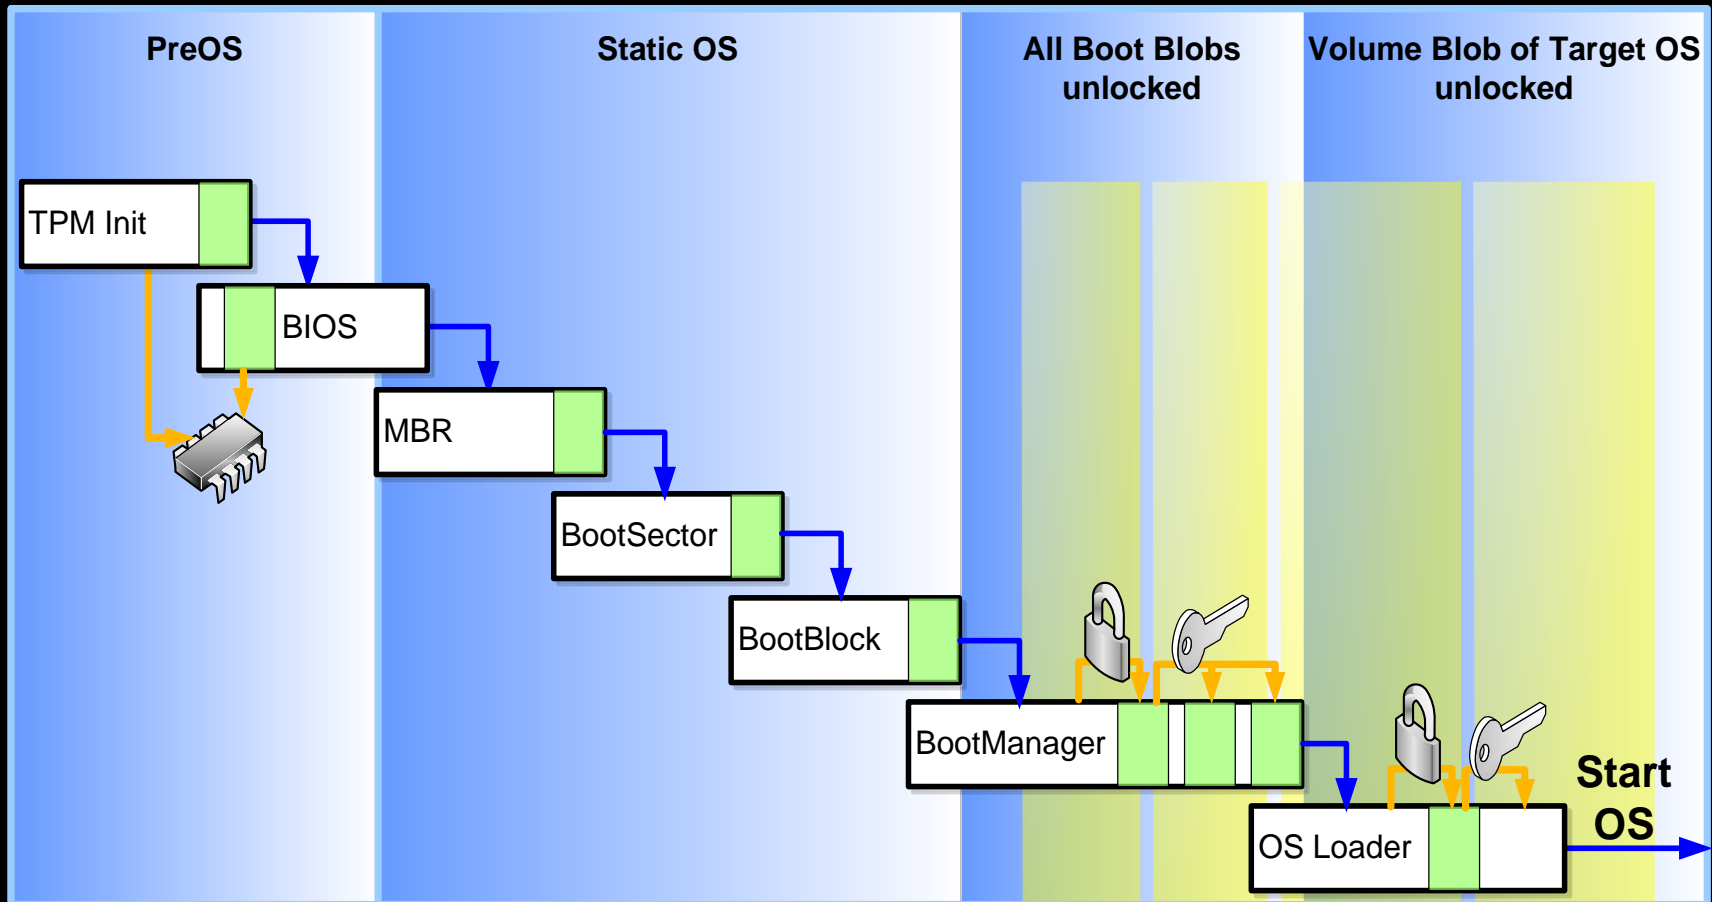 PreOS
Static OS
All Boot Blobs
unlocked
Volume Blob of Target OS
unlocked
TPM Init
BIOS
MBR
BootSector
BootBlock
BootManager
OS Loader
Start
OS